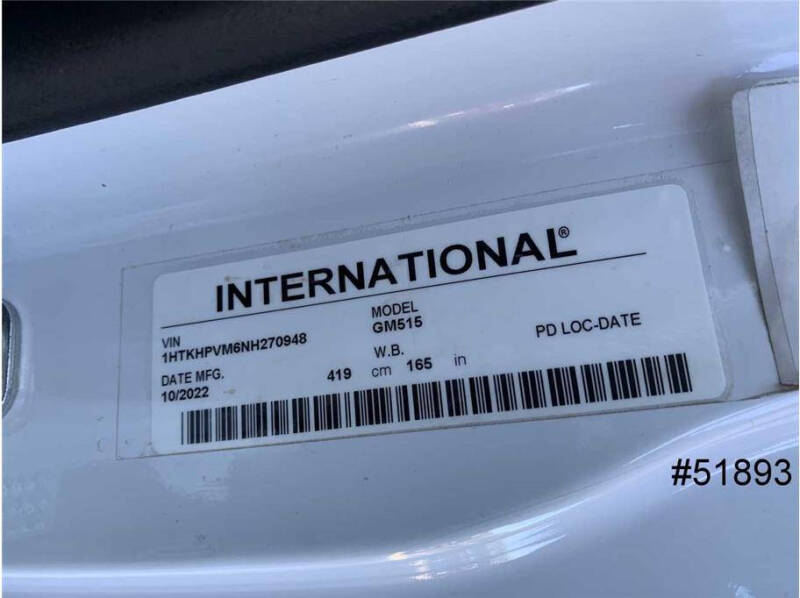 INTERNATIONAL®
VIN
1HTKHPVM6NH270948
MODEL
GM515
PD LOC-DATE
DATE MFG.
10/2022
W.B.
419 cm 165 in
#51893